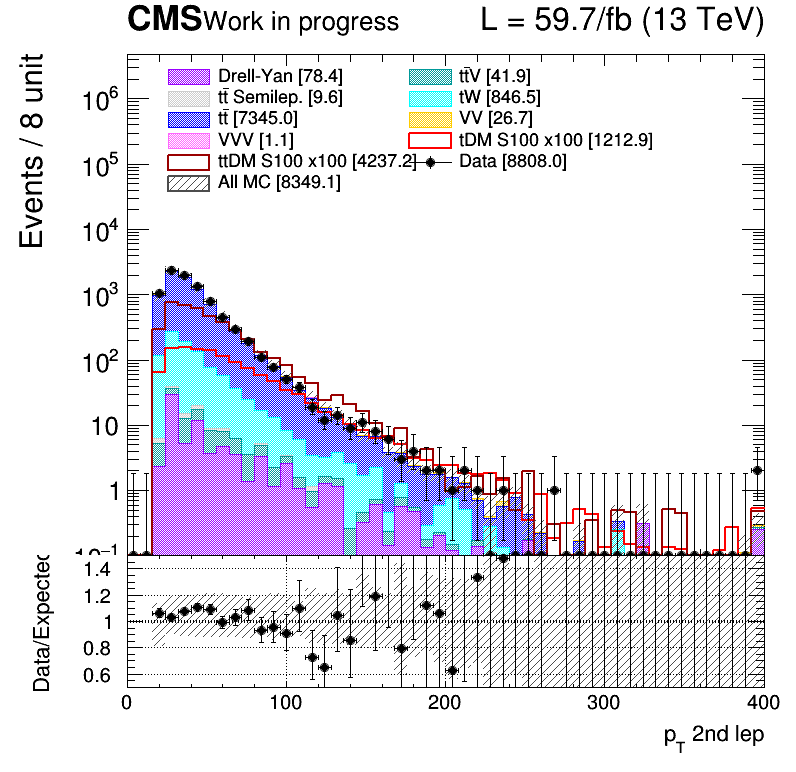 CMS Work in progress L = 59.7/fb (13 TeV)
Events / 8 unit
Drell-Yan [78.4] tt̄V [41.9]
tt̄ Semilep. [9.6] tW [846.5]
tt̄ [7345.0] VV [26.7]
VVV [1.1] tDM S100 x100 [1212.9]
ttDM S100 x100 [4237.2] Data [8808.0]
All MC [8349.1]
10⁶
10⁵
10⁴
10³
10²
10
1
10⁻¹
Data/Expected
1.4
1.2
1
0.8
0.6
0 100 200 300 400
p_T 2nd lep